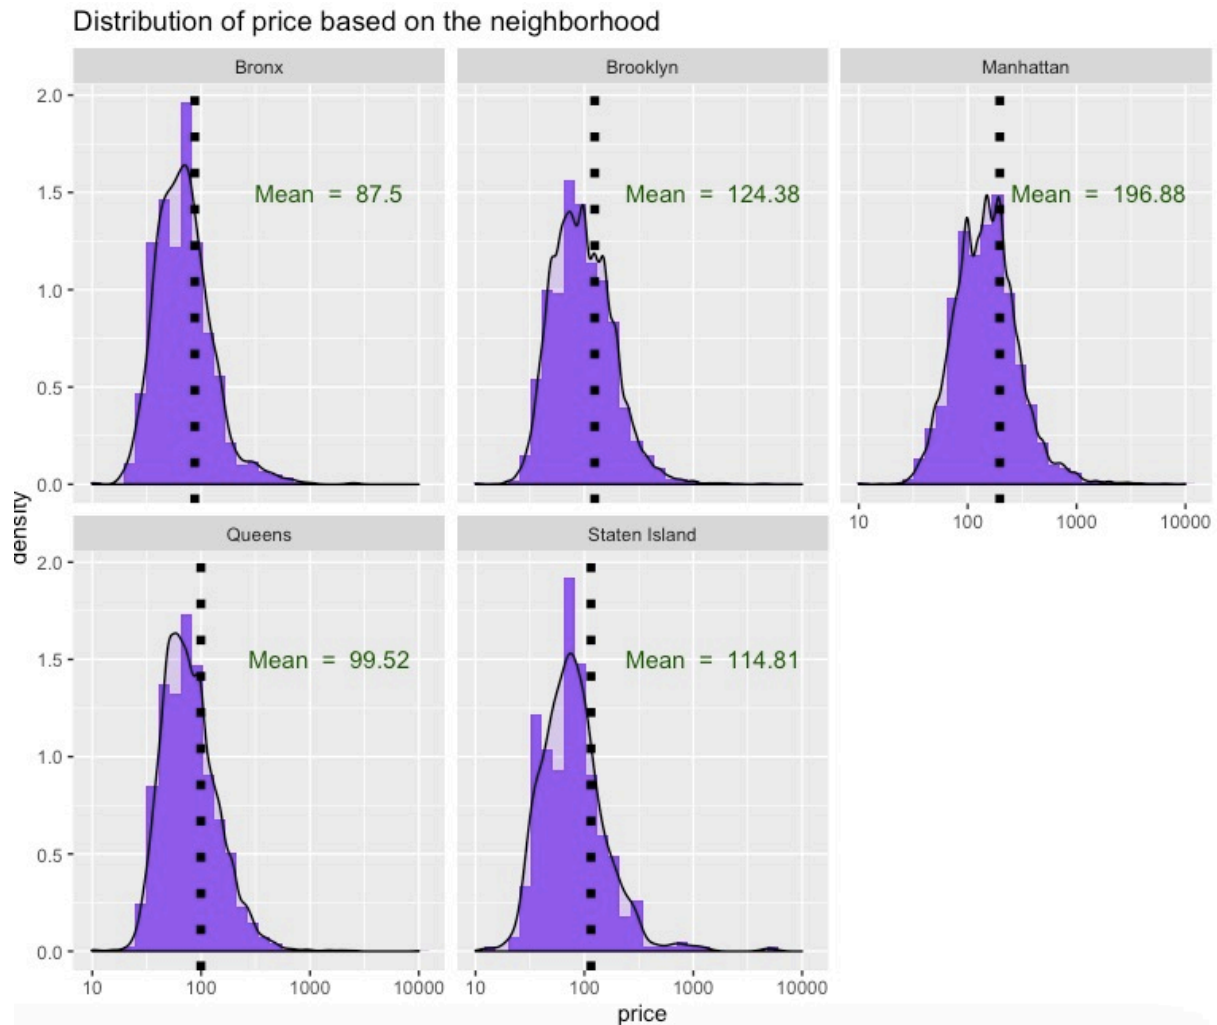 Distribution of price based on the neighborhood
Bronx
Brooklyn
Manhattan
2.0
1.5
1.0
0.5
0.0
Mean = 87.5
Mean = 124.38
Mean = 196.88
10 100 1000 10000
density
Queens
Staten Island
2.0
1.5
1.0
0.5
0.0
Mean = 99.52
Mean = 114.81
10 100 1000 10000
10 100 1000 10000
price